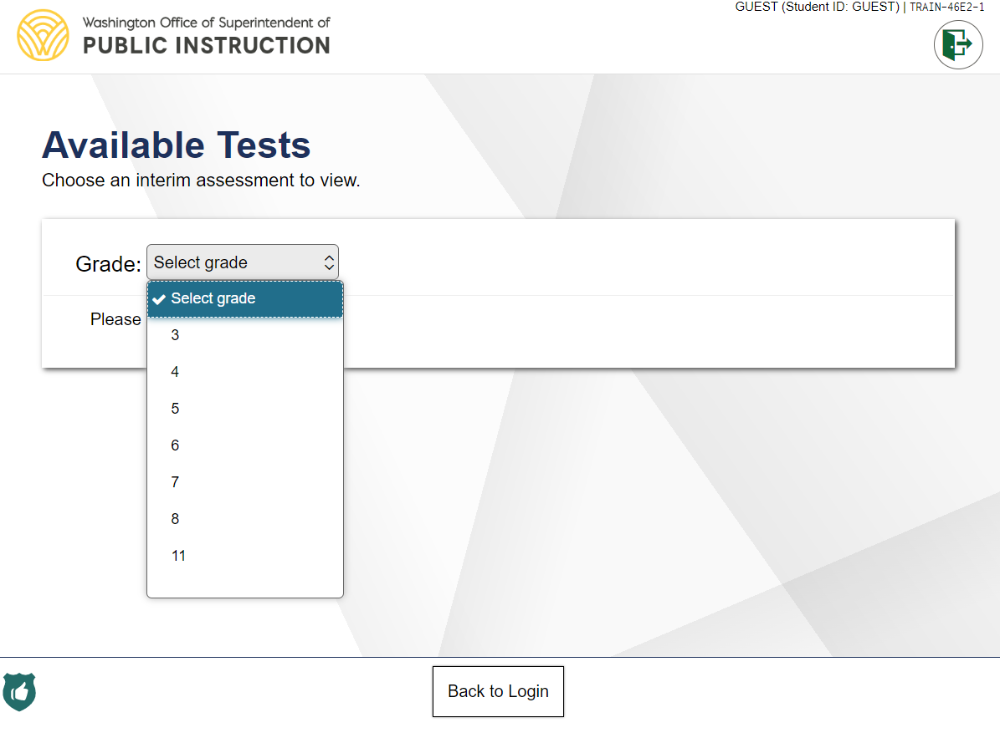 GUEST (Student ID: GUEST) | TRAIN-46E2-1
Washington Office of Superintendent of
PUBLIC INSTRUCTION
Available Tests
Choose an interim assessment to view.
Grade: Select grade
Select grade
Please
3
4
5
6
7
8
11
Back to Login